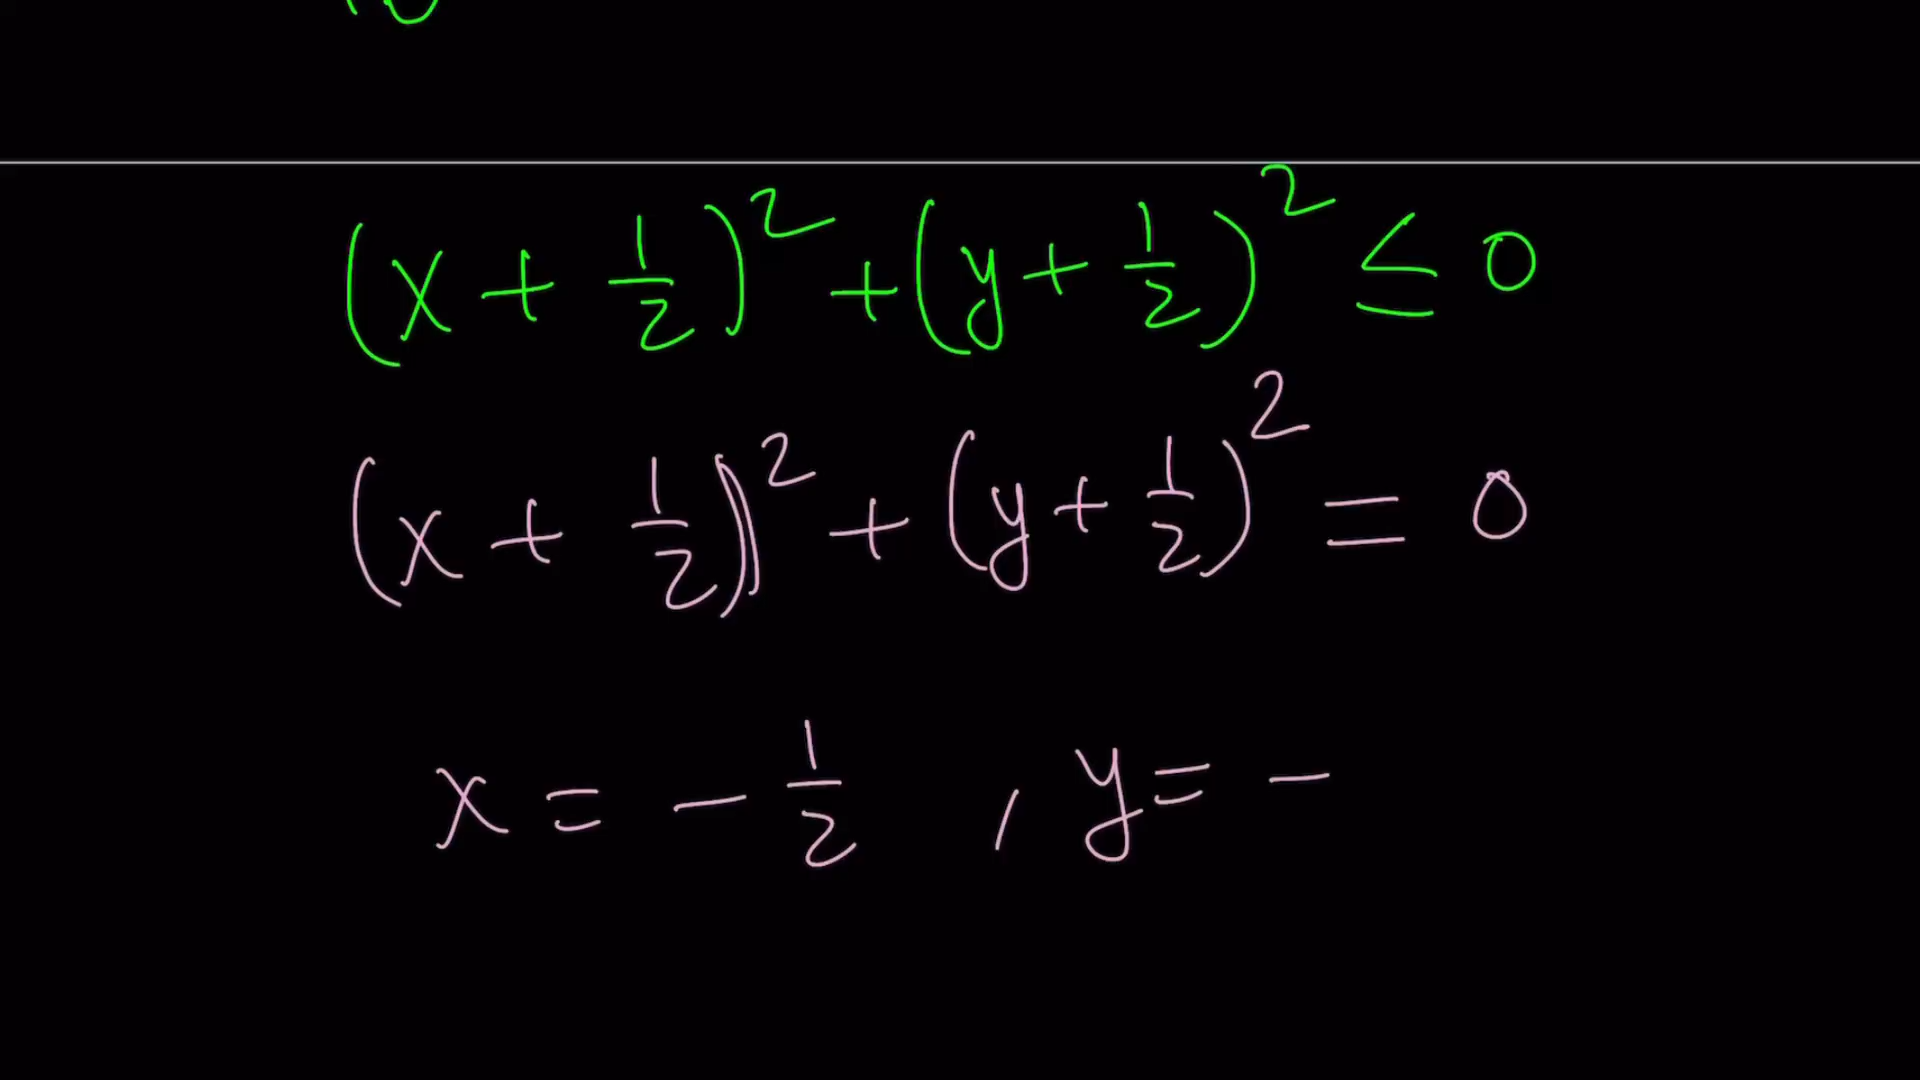 (x + 1/2)² + (y + 1/2)² ≤ 0
(x + 1/2)² + (y + 1/2)² = 0
x = - 1/2 , y = -